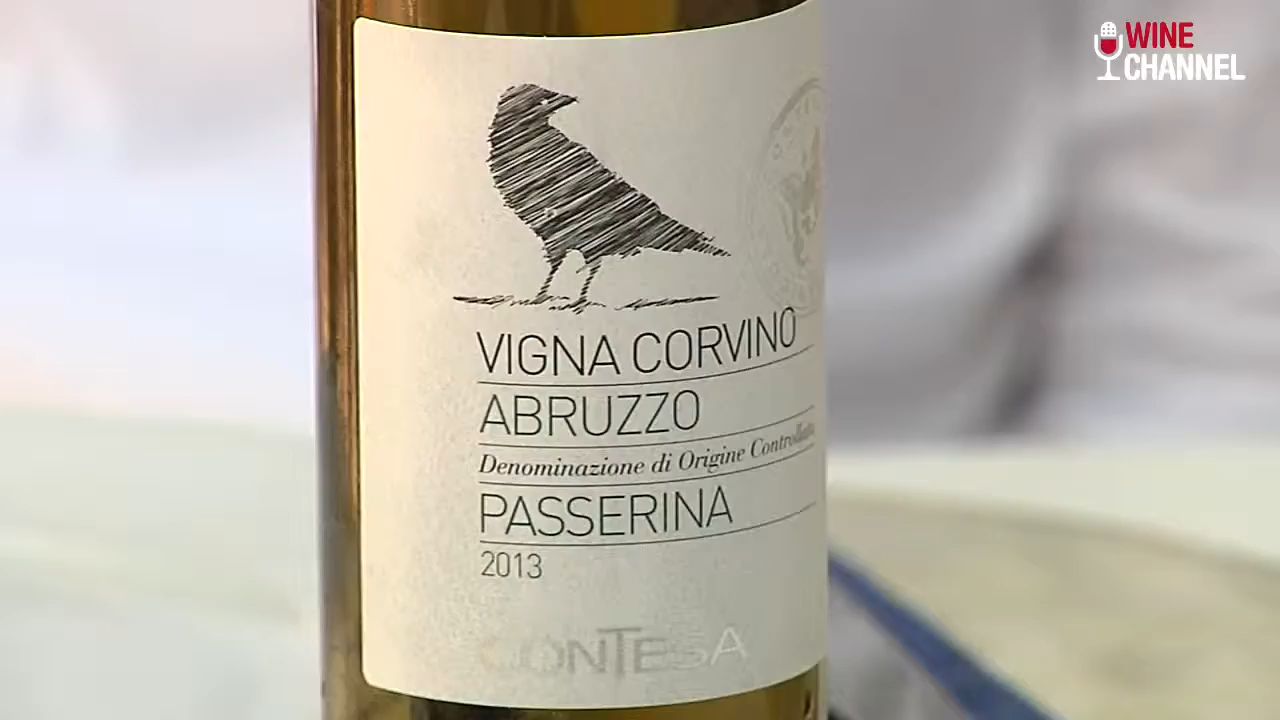 WINE
CHANNEL
VIGNA CORVINO
ABRUZZO
Denominazione di Origine Controllata
PASSERINA
2013
CONTESA